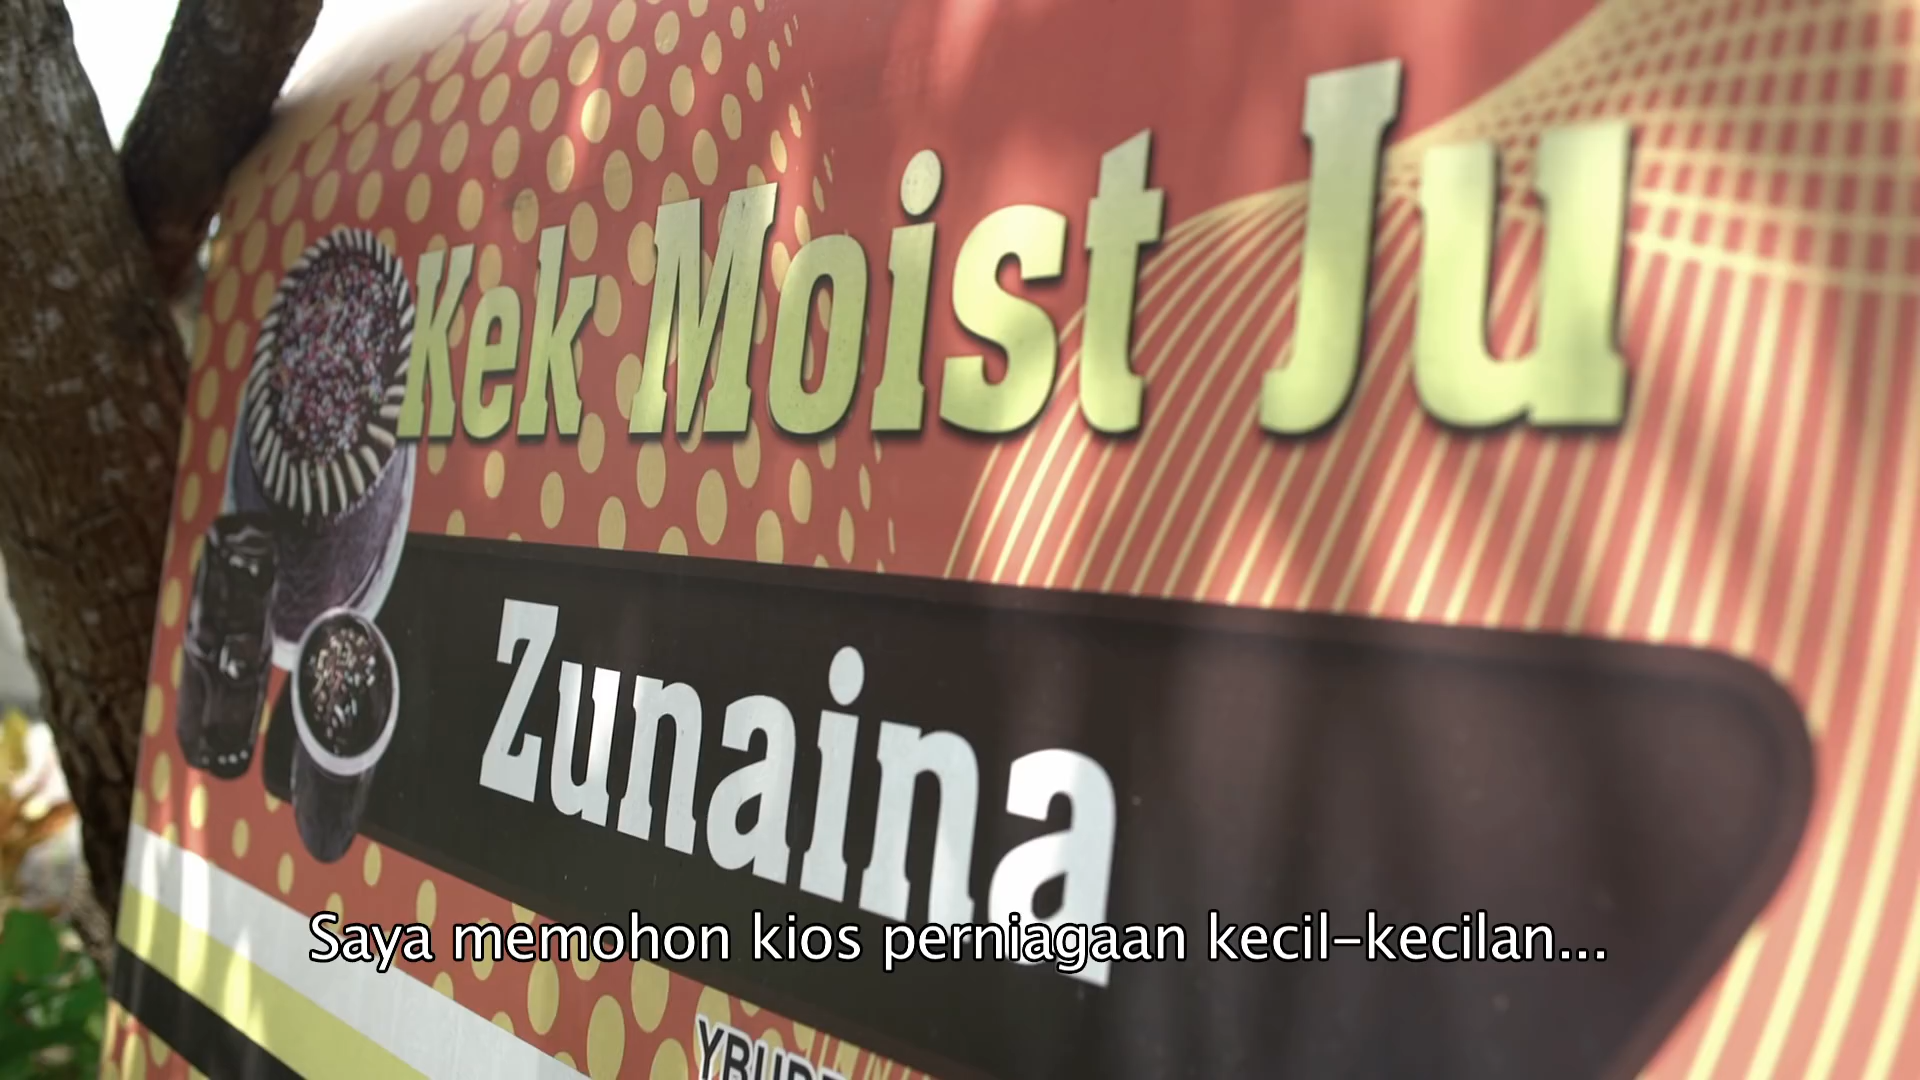 Kek Moist Ju
Zunaina
Saya memohon kios perniagaan kecil-kecilan...